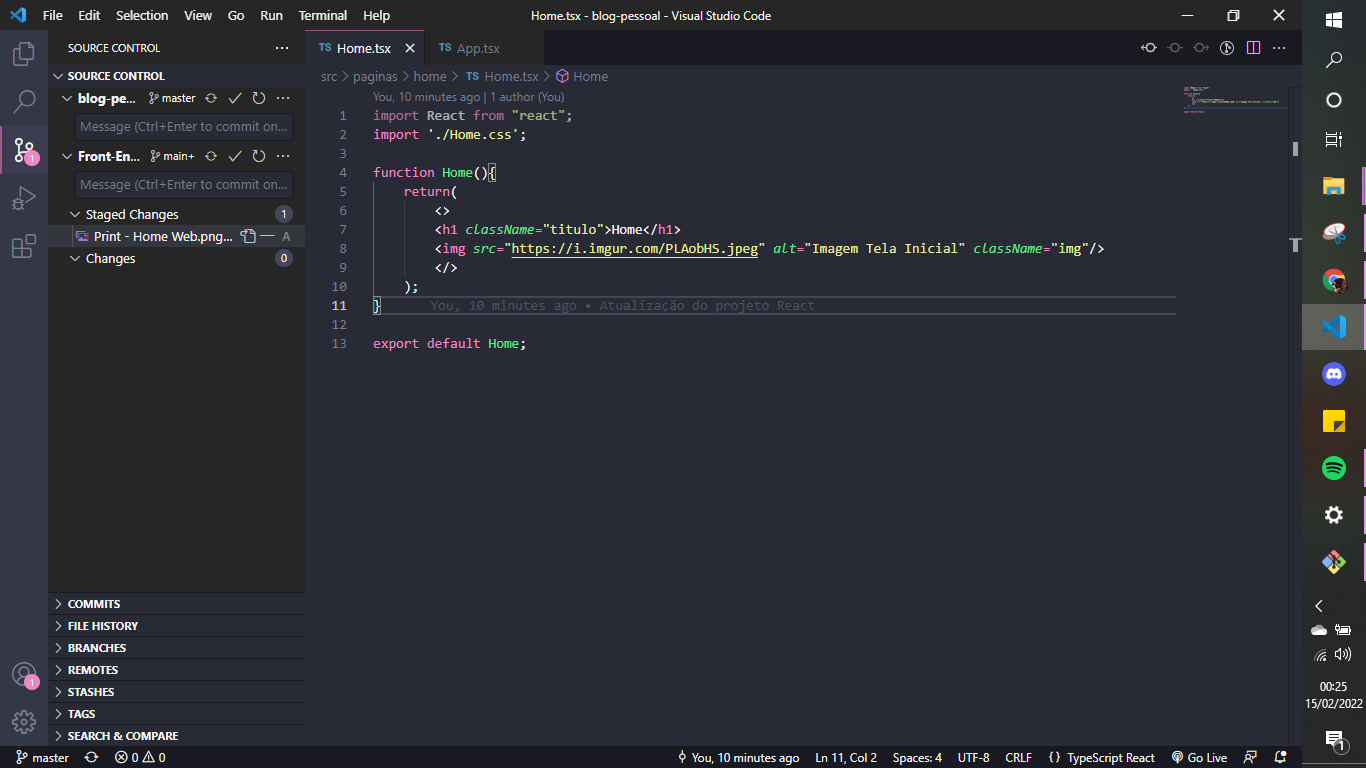 File Edit Selection View Go Run Terminal Help
Home.tsx - blog-pessoal - Visual Studio Code
SOURCE CONTROL
SOURCE CONTROL
blog-pe... master
Message (Ctrl+Enter to commit on...
Front-En... main+
Message (Ctrl+Enter to commit on...
Staged Changes 1
Print - Home Web.png... A
Changes 0
1
1
COMMITS
FILE HISTORY
BRANCHES
REMOTES
STASHES
TAGS
SEARCH & COMPARE
TS Home.tsx TS App.tsx
src > paginas > home > TS Home.tsx > Home
You, 10 minutes ago | 1 author (You)
1 import React from "react";
2 import './Home.css';
3
4 function Home(){
5 return(
6 <>
7 <h1 className="titulo">Home</h1>
8 <img src="https://i.imgur.com/PLAobHS.jpeg" alt="Imagem Tela Inicial" className="img"/>
9 </>
10 );
11 } You, 10 minutes ago • Atualização do projeto React
12
13 export default Home;
master 0 0 You, 10 minutes ago Ln 11, Col 2 Spaces: 4 UTF-8 CRLF {} TypeScript React Go Live
00:25
15/02/2022
1